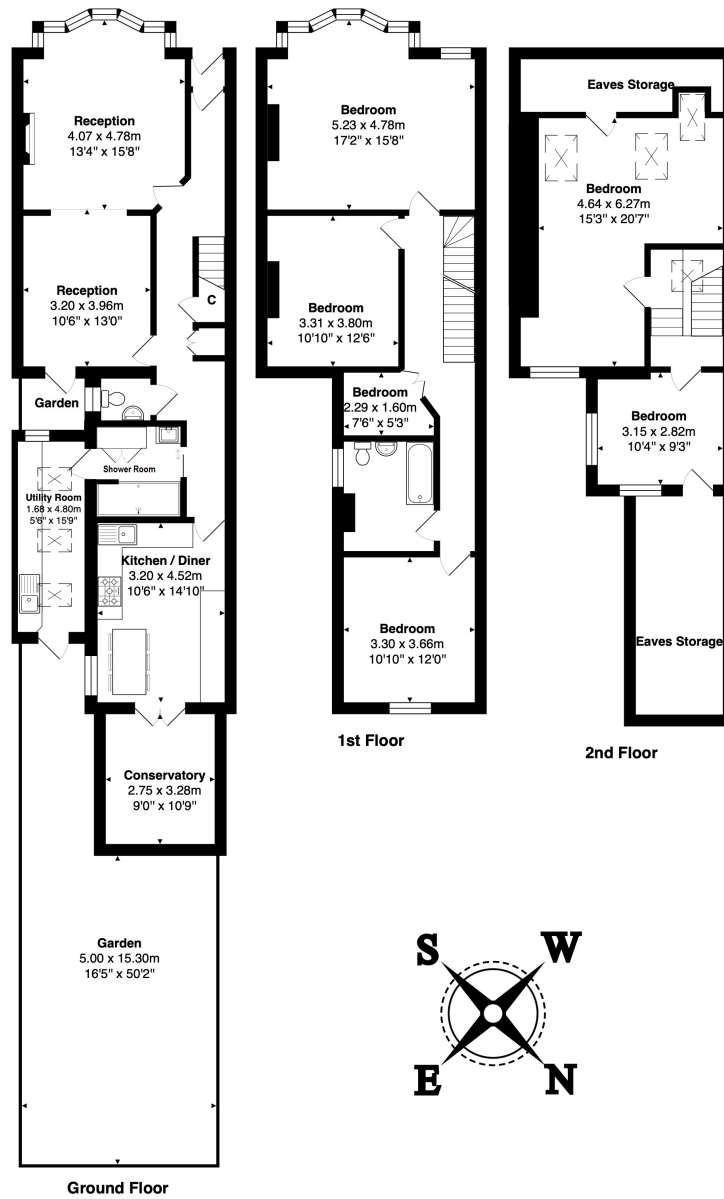 Reception
4.07 x 4.78m
13'4" x 15'8"
Reception
3.20 x 3.96m
10'6" x 13'0"
C
Garden
Shower Room
Utility Room
1.68 x 4.80m
5'6" x 15'9"
Kitchen / Diner
3.20 x 4.52m
10'6" x 14'10"
Conservatory
2.75 x 3.28m
9'0" x 10'9"
Garden
5.00 x 15.30m
16'5" x 50'2"
Ground Floor
Bedroom
5.23 x 4.78m
17'2" x 15'8"
Bedroom
3.31 x 3.80m
10'10" x 12'6"
Bedroom
2.29 x 1.60m
7'6" x 5'3"
Bedroom
3.30 x 3.66m
10'10" x 12'0"
1st Floor
Eaves Storage
Bedroom
4.64 x 6.27m
15'3" x 20'7"
Bedroom
3.15 x 2.82m
10'4" x 9'3"
Eaves Storage
2nd Floor
S
W
E
N